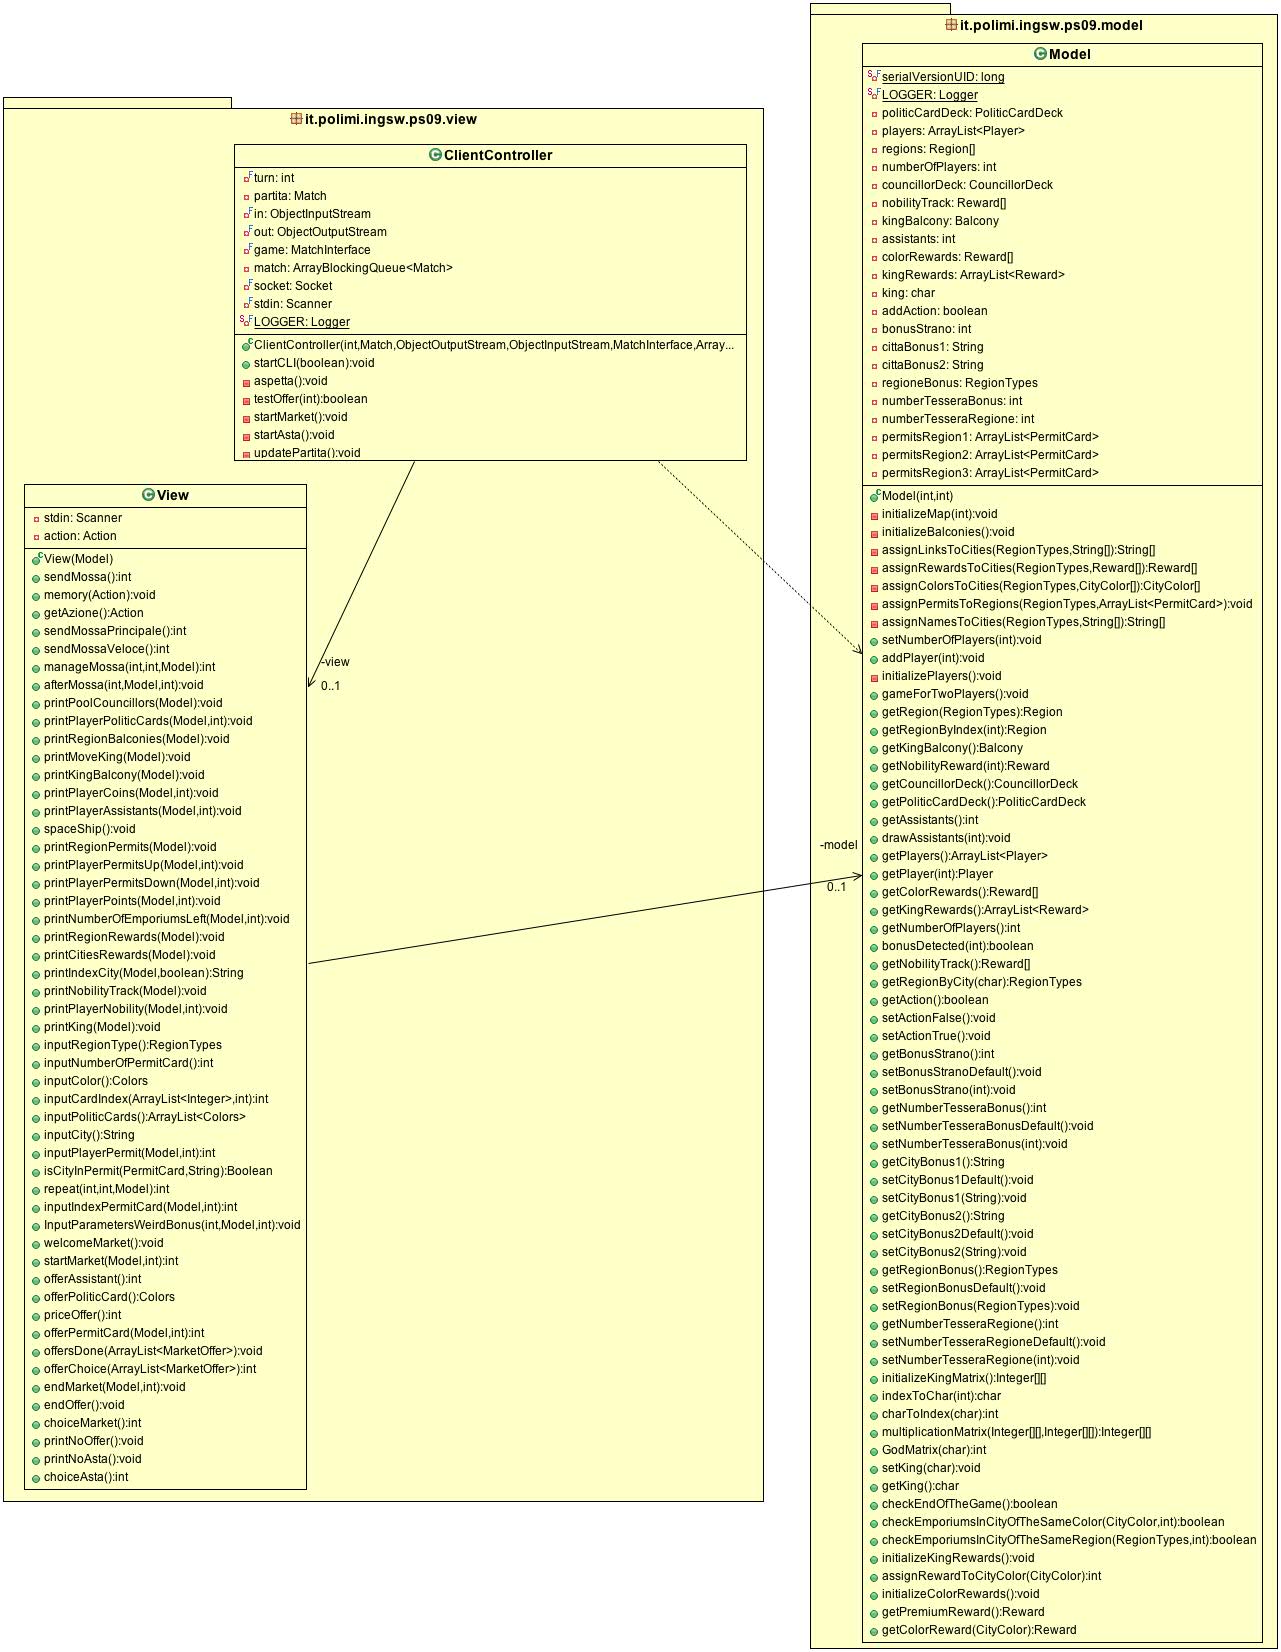 it.polimi.ingsw.ps09.view
ClientController
turn: int
partita: Match
in: ObjectInputStream
out: ObjectOutputStream
game: MatchInterface
match: ArrayBlockingQueue<Match>
socket: Socket
stdin: Scanner
LOGGER: Logger
ClientController(int,Match,ObjectOutputStream,ObjectInputStream,MatchInterface,Array...
startCLI(boolean):void
aspetta():void
testOffer(int):boolean
startMarket():void
startAsta():void
updatePartita():void
View
stdin: Scanner
action: Action
View(Model)
sendMossa():int
memory(Action):void
getAzione():Action
sendMossaPrincipale():int
sendMossaVeloce():int
manageMossa(int,int,Model):int
afterMossa(int,Model,int):void
printPoolCouncillors(Model):void
printPlayerPoliticCards(Model,int):void
printRegionBalconies(Model):void
printMoveKing(Model):void
printKingBalcony(Model):void
printPlayerCoins(Model,int):void
printPlayerAssistants(Model,int):void
spaceShip():void
printRegionPermits(Model):void
printPlayerPermitsUp(Model,int):void
printPlayerPermitsDown(Model,int):void
printPlayerPoints(Model,int):void
printNumberOfEmporiumsLeft(Model,int):void
printRegionRewards(Model):void
printCitiesRewards(Model):void
printIndexCity(Model,boolean):String
printNobilityTrack(Model):void
printPlayerNobility(Model,int):void
printKing(Model):void
inputRegionType():RegionTypes
inputNumberOfPermitCard():int
inputColor():Colors
inputCardIndex(ArrayList<Integer>,int):int
inputPoliticCards():ArrayList<Colors>
inputCity():String
inputPlayerPermit(Model,int):int
isCityInPermit(PermitCard,String):Boolean
repeat(int,int,Model):int
inputIndexPermitCard(Model,int):int
InputParametersWeirdBonus(int,Model,int):void
welcomeMarket():void
startMarket(Model,int):int
offerAssistant():int
offerPoliticCard():Colors
priceOffer():int
offerPermitCard(Model,int):int
offersDone(ArrayList<MarketOffer>):void
offerChoice(ArrayList<MarketOffer>):int
endMarket(Model,int):void
endOffer():void
choiceMarket():int
printNoOffer():void
printNoAsta():void
choiceAsta():int
-view
0..1
-model
0..1
it.polimi.ingsw.ps09.model
Model
serialVersionUID: long
LOGGER: Logger
politicCardDeck: PoliticCardDeck
players: ArrayList<Player>
regions: Region[]
numberOfPlayers: int
councillorDeck: CouncillorDeck
nobilityTrack: Reward[]
kingBalcony: Balcony
assistants: int
colorRewards: Reward[]
kingRewards: ArrayList<Reward>
king: char
addAction: boolean
bonusStrano: int
cittaBonus1: String
cittaBonus2: String
regioneBonus: RegionTypes
numberTesseraBonus: int
numberTesseraRegione: int
permitsRegion1: ArrayList<PermitCard>
permitsRegion2: ArrayList<PermitCard>
permitsRegion3: ArrayList<PermitCard>
Model(int,int)
initializeMap(int):void
initializeBalconies():void
assignLinksToCities(RegionTypes,String[]):String[]
assignRewardsToCities(RegionTypes,Reward[]):Reward[]
assignColorsToCities(RegionTypes,CityColor[]):CityColor[]
assignPermitsToRegions(RegionTypes,ArrayList<PermitCard>):void
assignNamesToCities(RegionTypes,String[]):String[]
setNumberOfPlayers(int):void
addPlayer(int):void
initializePlayers():void
gameForTwoPlayers():void
getRegion(RegionTypes):Region
getRegionByIndex(int):Region
getKingBalcony():Balcony
getNobilityReward(int):Reward
getCouncillorDeck():CouncillorDeck
getPoliticCardDeck():PoliticCardDeck
getAssistants():int
drawAssistants(int):void
getPlayers():ArrayList<Player>
getPlayer(int):Player
getColorRewards():Reward[]
getKingRewards():ArrayList<Reward>
getNumberOfPlayers():int
bonusDetected(int):boolean
getNobilityTrack():Reward[]
getRegionByCity(char):RegionTypes
getAction():boolean
setActionFalse():void
setActionTrue():void
getBonusStrano():int
setBonusStranoDefault():void
setBonusStrano(int):void
getNumberTesseraBonus():int
setNumberTesseraBonusDefault():void
setNumberTesseraBonus(int):void
getCityBonus1():String
setCityBonus1Default():void
setCityBonus1(String):void
getCityBonus2():String
setCityBonus2Default():void
setCityBonus2(String):void
getRegionBonus():RegionTypes
setRegionBonusDefault():void
setRegionBonus(RegionTypes):void
getNumberTesseraRegione():int
setNumberTesseraRegioneDefault():void
setNumberTesseraRegione(int):void
initializeKingMatrix():Integer[][]
indexToChar(int):char
charToIndex(char):int
multiplicationMatrix(Integer[][],Integer[][]):Integer[][]
GodMatrix(char):int
setKing(char):void
getKing():char
checkEndOfTheGame():boolean
checkEmporiumsInCityOfTheSameColor(CityColor,int):boolean
checkEmporiumsInCityOfTheSameRegion(RegionTypes,int):boolean
initializeKingRewards():void
assignRewardToCityColor(CityColor):int
initializeColorRewards():void
getPremiumReward():Reward
getColorReward(CityColor):Reward